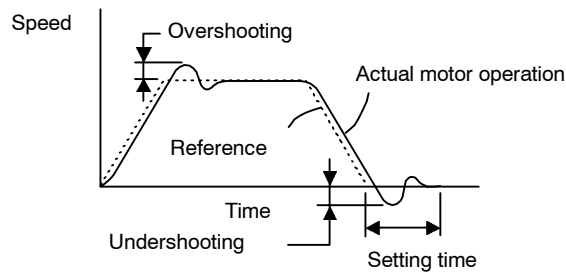 Speed
Overshooting
Actual motor operation
Reference
Time
Undershooting
Setting time